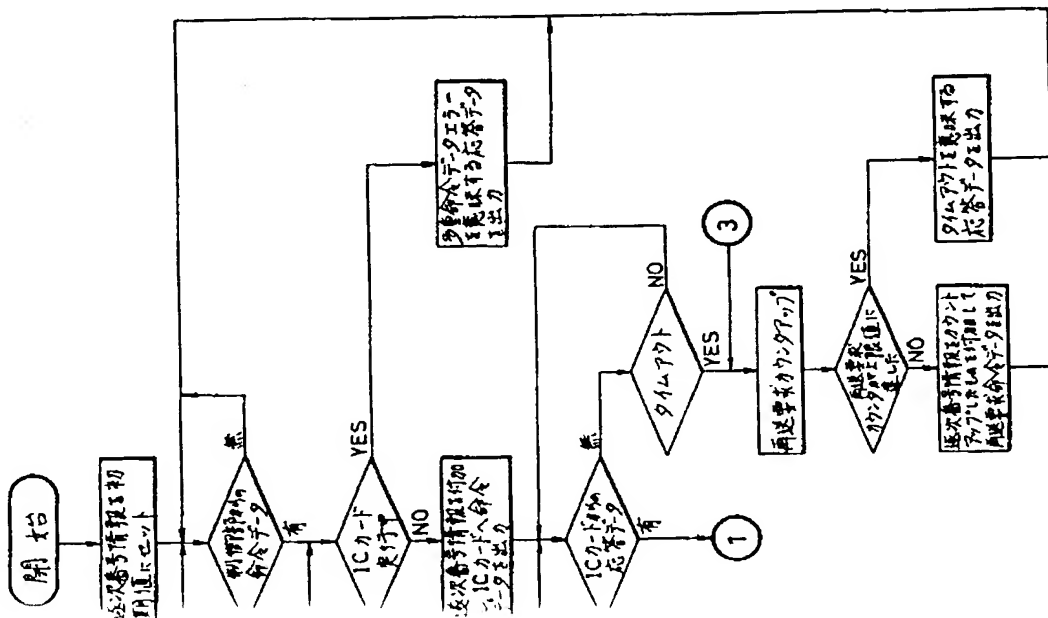 開始
逐次番号情報を初
期値にセット
制御部からの
命令データ
無
有
ICカード
実行中
YES
NO
逐次番号情報を付加
ICカードへ命令
データを出力
多重命令データエラー
を意味する応答データ
を出力
ICカードからの
応答データ
無
有
1
タイムアウト
NO
YES
3
再送要求カウンタアップ
再送要求
カウンタが上限値に
達した
YES
NO
タイムアウトを意味する
応答データを出力
逐次番号情報をカウント
アップしたものを付加して
再送要求命令データを出力